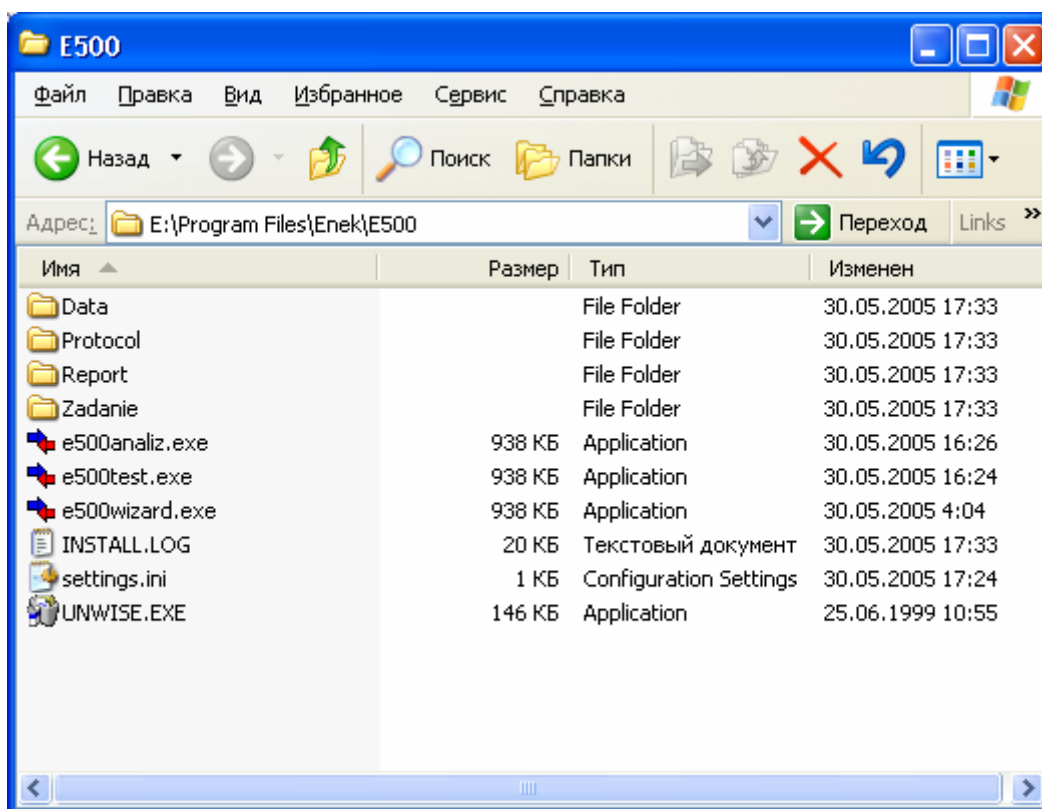 E500
Файл Правка Вид Избранное Сервис Справка
Назад Поиск Папки
Адрес: E:\Program Files\Enek\E500 Переход Links »
Имя Размер Тип Изменен
Data File Folder 30.05.2005 17:33
Protocol File Folder 30.05.2005 17:33
Report File Folder 30.05.2005 17:33
Zadanie File Folder 30.05.2005 17:33
e500analiz.exe 938 КБ Application 30.05.2005 16:26
e500test.exe 938 КБ Application 30.05.2005 16:24
e500wizard.exe 938 КБ Application 30.05.2005 4:04
INSTALL.LOG 20 КБ Текстовый документ 30.05.2005 17:33
settings.ini 1 КБ Configuration Settings 30.05.2005 17:24
UNWISE.EXE 146 КБ Application 25.06.1999 10:55